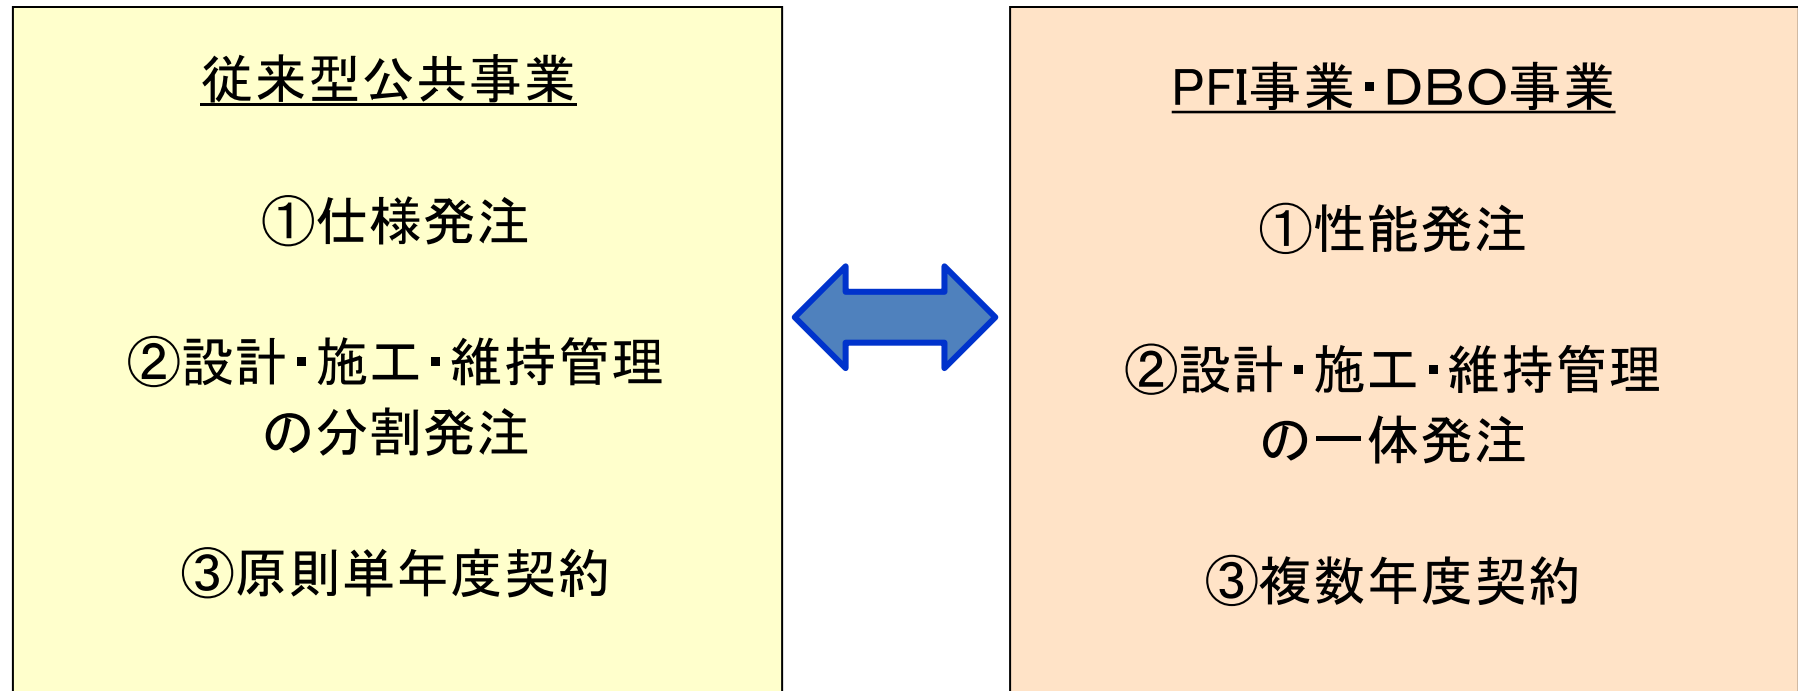 従来型公共事業
①仕様発注
②設計・施工・維持管理
の分割発注
③原則単年度契約
PFI事業・DBO事業
①性能発注
②設計・施工・維持管理
の一体発注
③複数年度契約